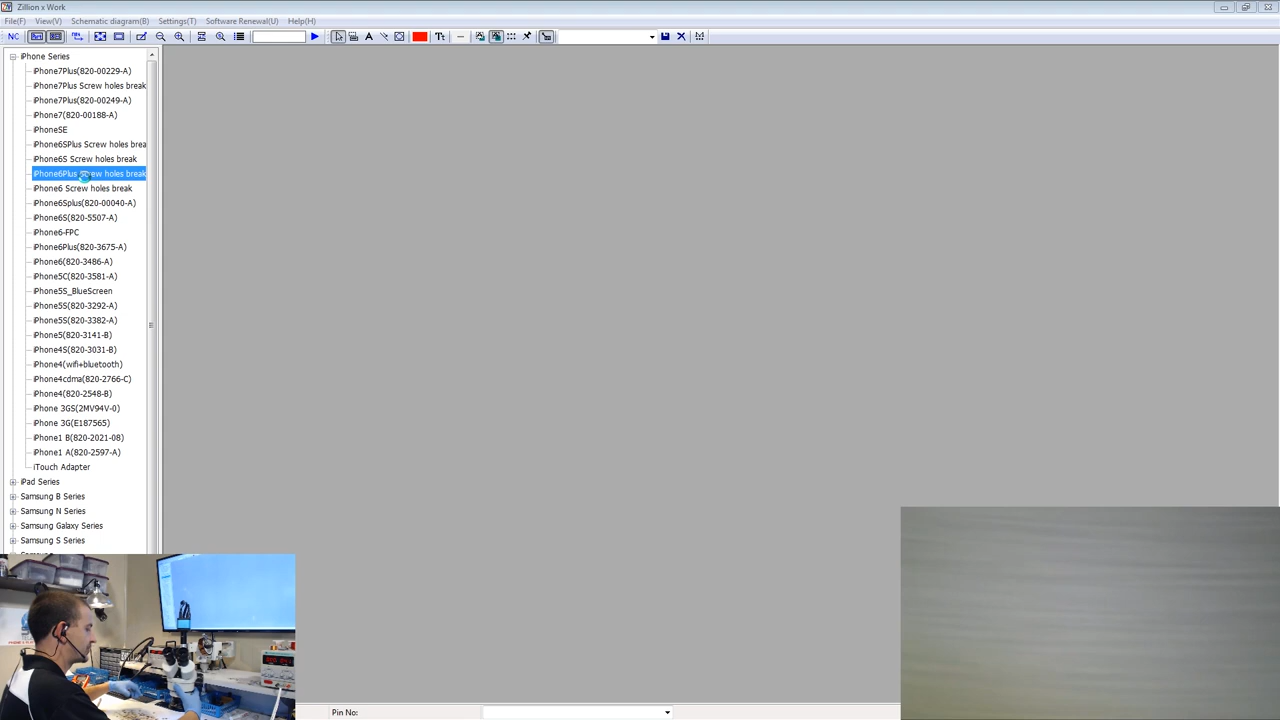 Zillion x Work
File(F) View(V) Schematic diagram(B) Settings(T) Software Renewal(U) Help(H)
NC
iPhone Series
iPhone7Plus(820-00229-A)
iPhone7Plus Screw holes break
iPhone7Plus(820-00249-A)
iPhone7(820-00188-A)
iPhoneSE
iPhone6SPlus Screw holes brea
iPhone6S Screw holes break
iPhone6Plus Screw holes break
iPhone6 Screw holes break
iPhone6Splus(820-00040-A)
iPhone6S(820-5507-A)
iPhone6-FPC
iPhone6Plus(820-3675-A)
iPhone6(820-3486-A)
iPhone5C(820-3581-A)
iPhone5S_BlueScreen
iPhone5S(820-3292-A)
iPhone5S(820-3382-A)
iPhone5(820-3141-B)
iPhone4S(820-3031-B)
iPhone4(wifi+bluetooth)
iPhone4cdma(820-2766-C)
iPhone4(820-2548-B)
iPhone 3GS(2MV94V-0)
iPhone 3G(E187565)
iPhone1 B(820-2021-08)
iPhone1 A(820-2597-A)
iTouch Adapter
iPad Series
Samsung B Series
Samsung N Series
Samsung Galaxy Series
Samsung S Series
Pin No: